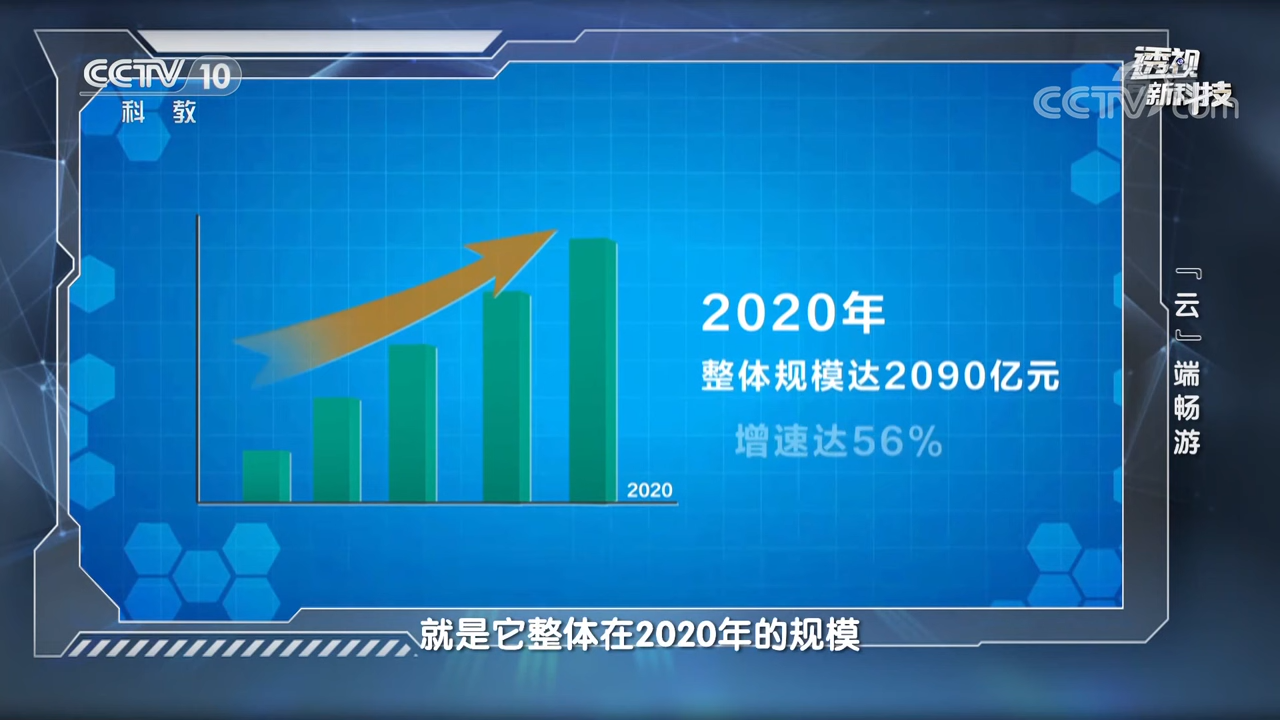 CCTV 10
科教
透视
新科技
CCTV.com
2020年
整体规模达2090亿元
增速达56%
2020
『云』端畅游
就是它整体在2020年的规模